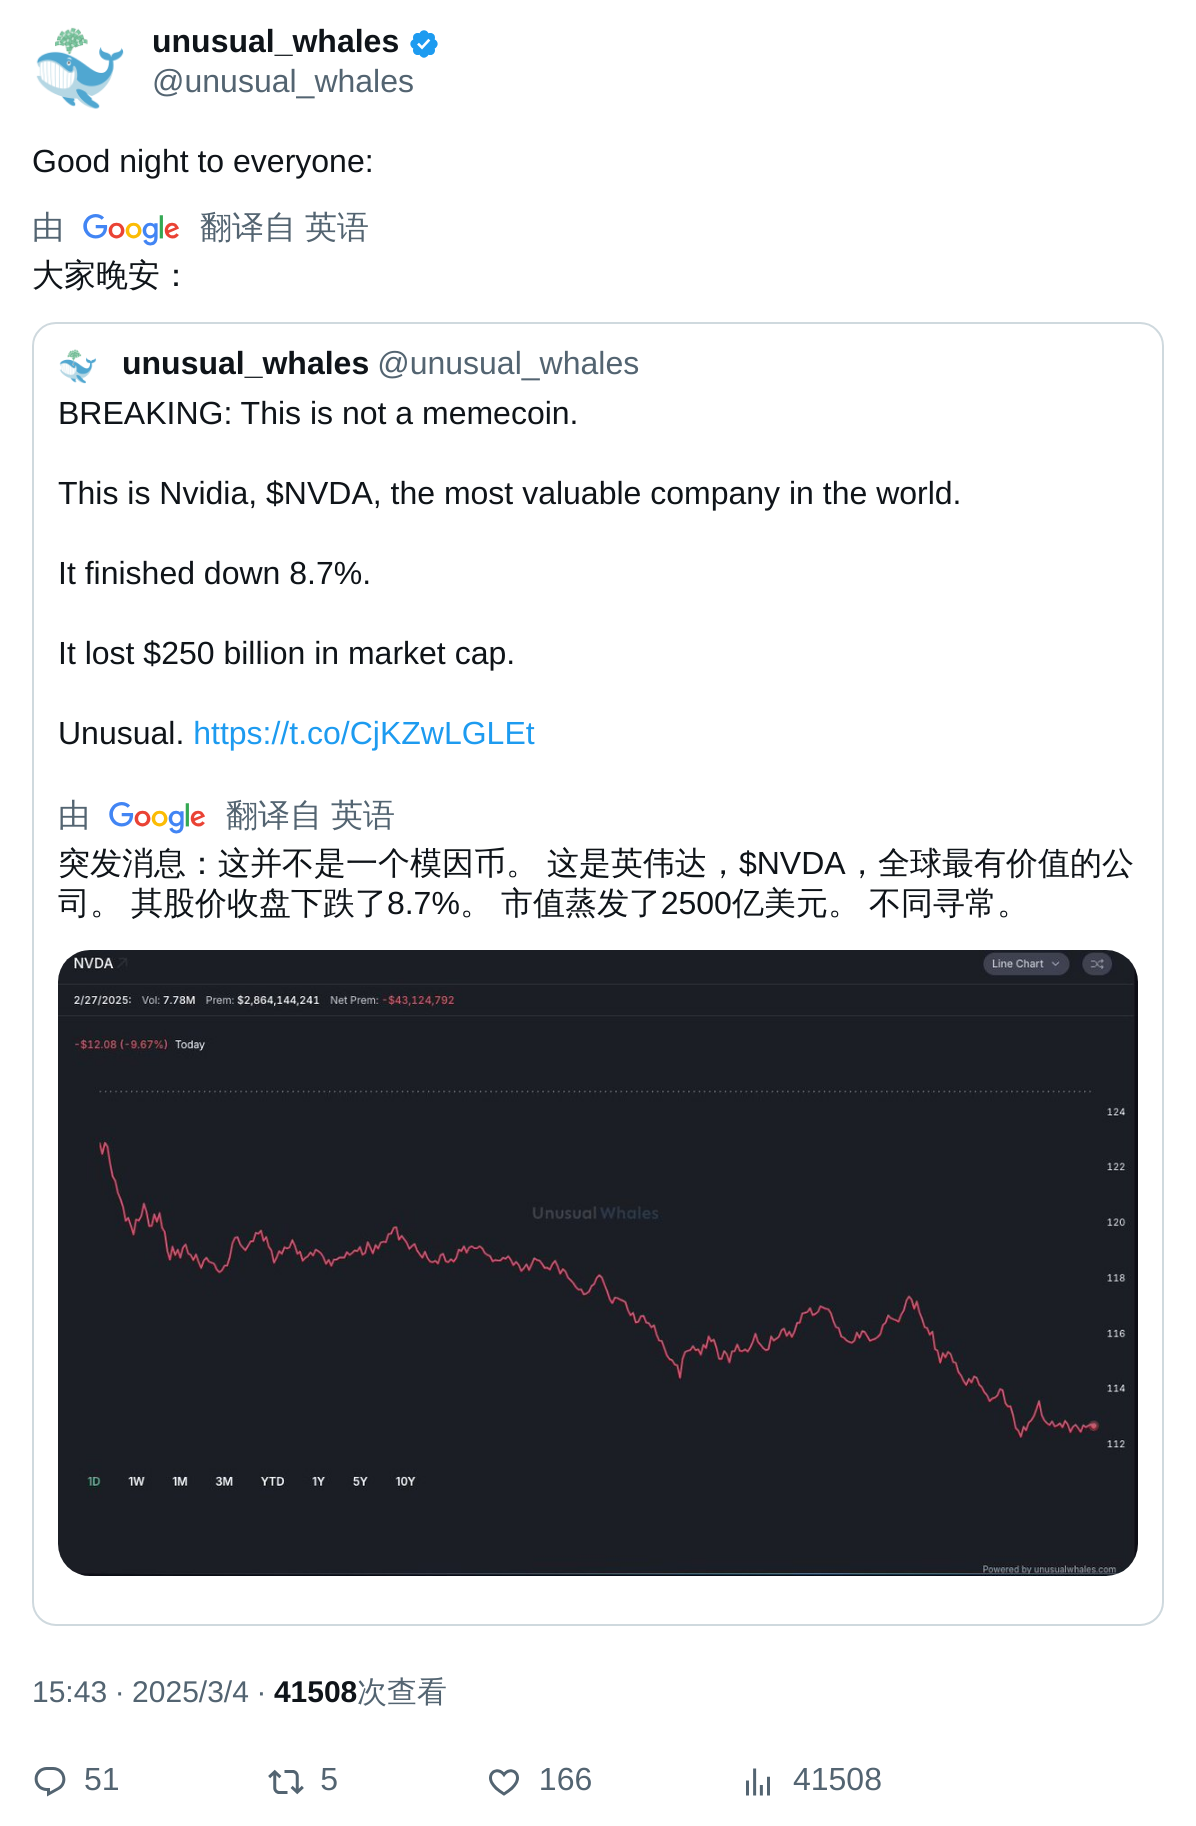 unusual_whales
@unusual_whales
Good night to everyone:
由 Google 翻译自 英语
大家晚安：
unusual_whales @unusual_whales
BREAKING: This is not a memecoin.
This is Nvidia, $NVDA, the most valuable company in the world.
It finished down 8.7%.
It lost $250 billion in market cap.
Unusual. https://t.co/CjKZwLGLEt
由 Google 翻译自 英语
突发消息：这并不是一个模因币。 这是英伟达，$NVDA，全球最有价值的公
司。 其股价收盘下跌了8.7%。 市值蒸发了2500亿美元。 不同寻常。
NVDA
Line Chart
2/27/2025: Vol: 7.78M Prem: $2,864,144,241 Net Prem: -$43,124,792
-$12.08 (-9.67%) Today
124
122
Unusual Whales
120
118
116
114
112
1D 1W 1M 3M YTD 1Y 5Y 10Y
Powered by unusualwhales.com
15:43 · 2025/3/4 · 41508次查看
51 5 166 41508